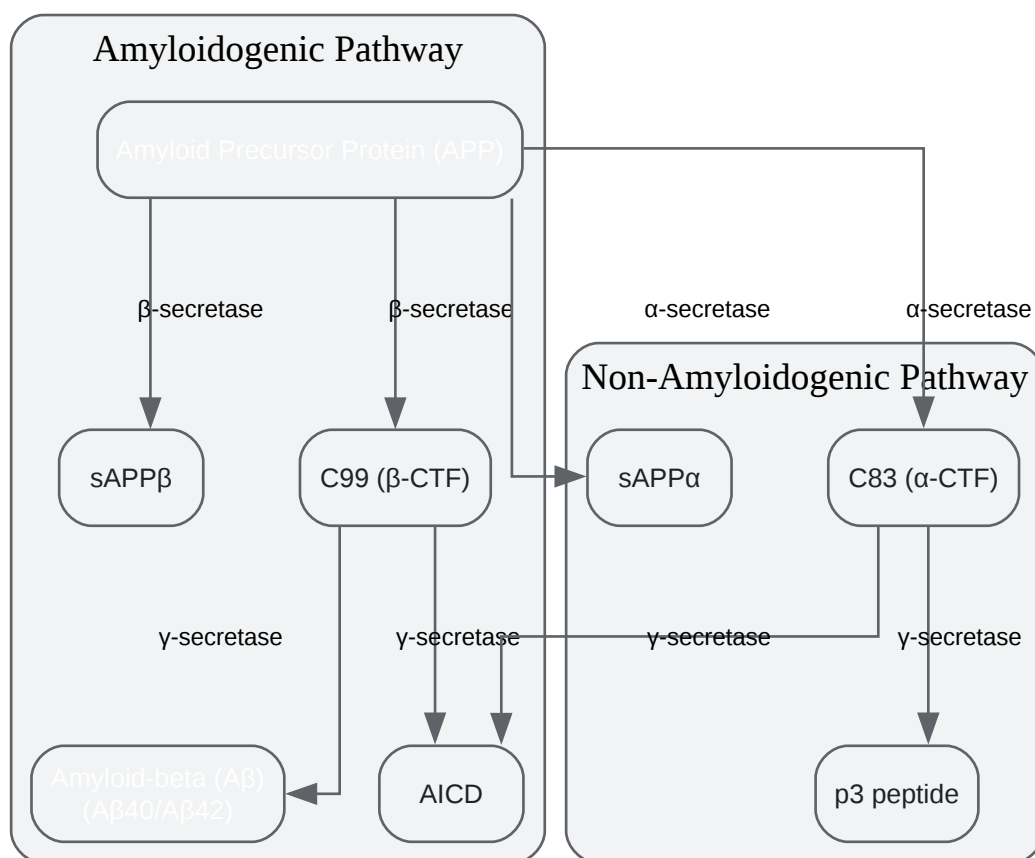 Amyloidogenic Pathway
Amyloid Precursor Protein (APP)
β-secretase
β-secretase
α-secretase
α-secretase
Non-Amyloidogenic Pathway
sAPPβ
C99 (β-CTF)
sAPPα
C83 (α-CTF)
γ-secretase
γ-secretase
γ-secretase
γ-secretase
Amyloid-beta (Aβ)
(Aβ40/Aβ42)
AICD
p3 peptide